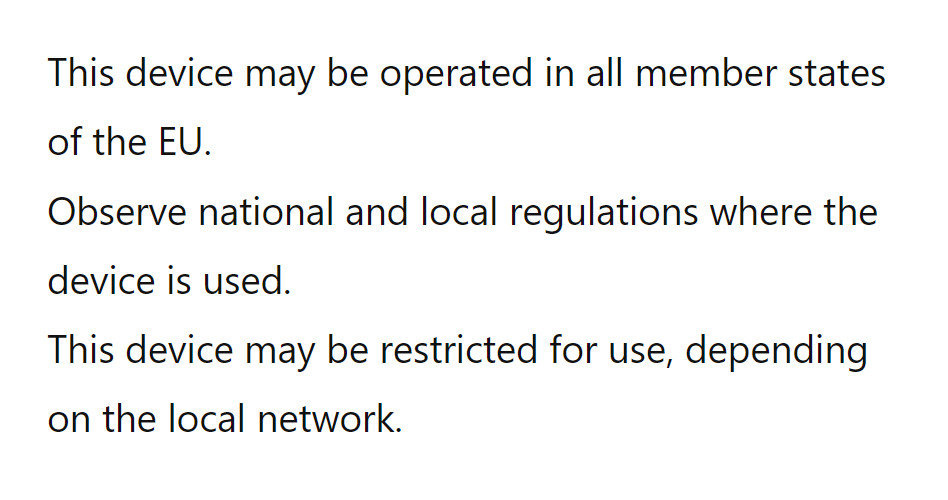 This device may be operated in all member states
of the EU.
Observe national and local regulations where the
device is used.
This device may be restricted for use, depending
on the local network.